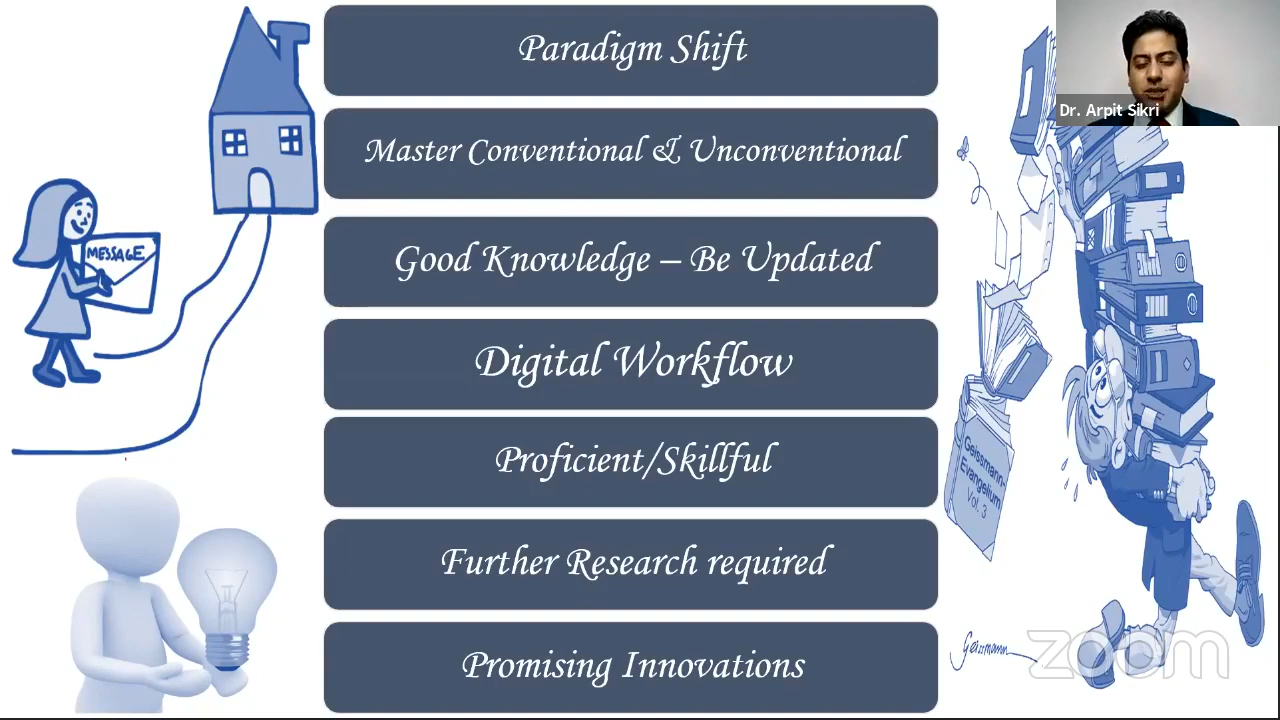 Paradigm Shift
Dr. Arpit Sikri
Master Conventional & Unconventional
MESSAGE
Good Knowledge – Be Updated
Digital Workflow
Proficient/Skillful
Geissmann-
Evangelium
Vol. 3
Further Research required
Geissmann
zoom
Promising Innovations